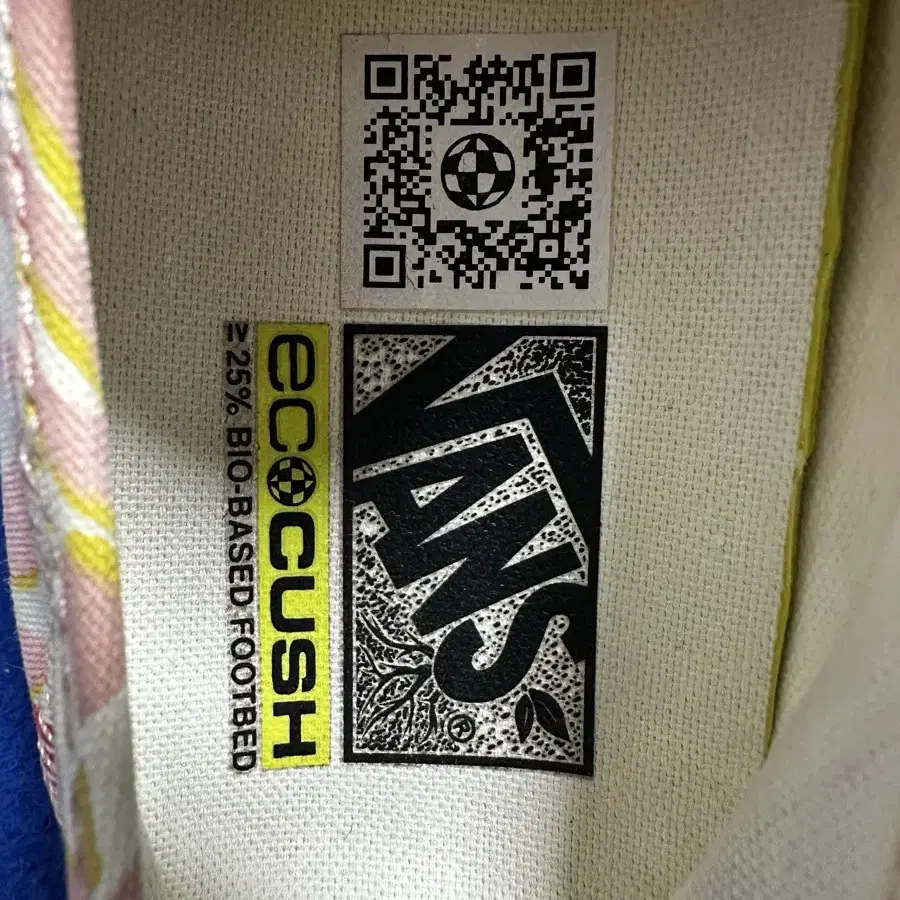 VANS
®
ecoCUSH
≥ 25% BIO-BASED FOOTBED